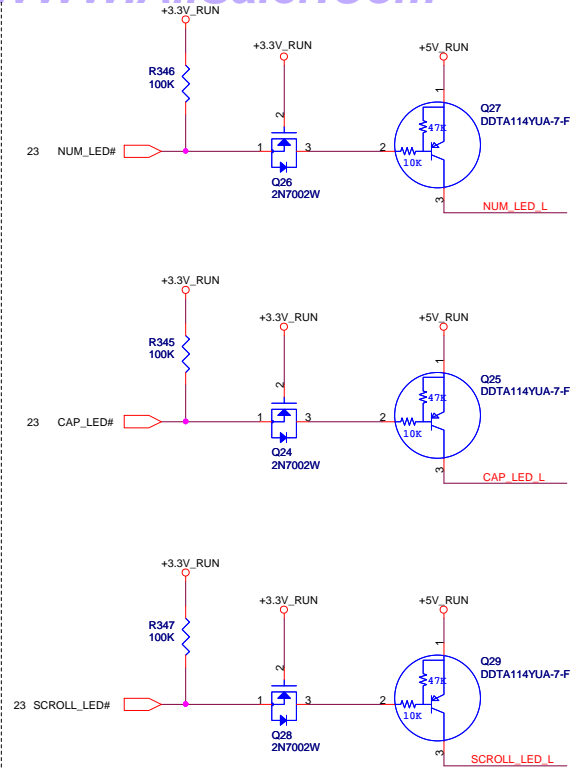 +3.3V_RUN
+3.3V_RUN
+5V_RUN
R346
100K
2
1
Q27
DDTA114YUA-7-F
47K
23 NUM_LED#
1
3
2
10K
Q26
2N7002W
3
NUM_LED_L
+3.3V_RUN
+3.3V_RUN
+5V_RUN
R345
100K
2
1
Q25
DDTA114YUA-7-F
47K
23 CAP_LED#
1
3
2
10K
Q24
2N7002W
3
CAP_LED_L
+3.3V_RUN
+3.3V_RUN
+5V_RUN
R347
100K
2
1
Q29
DDTA114YUA-7-F
47K
23 SCROLL_LED#
1
3
2
10K
Q28
2N7002W
3
SCROLL_LED_L